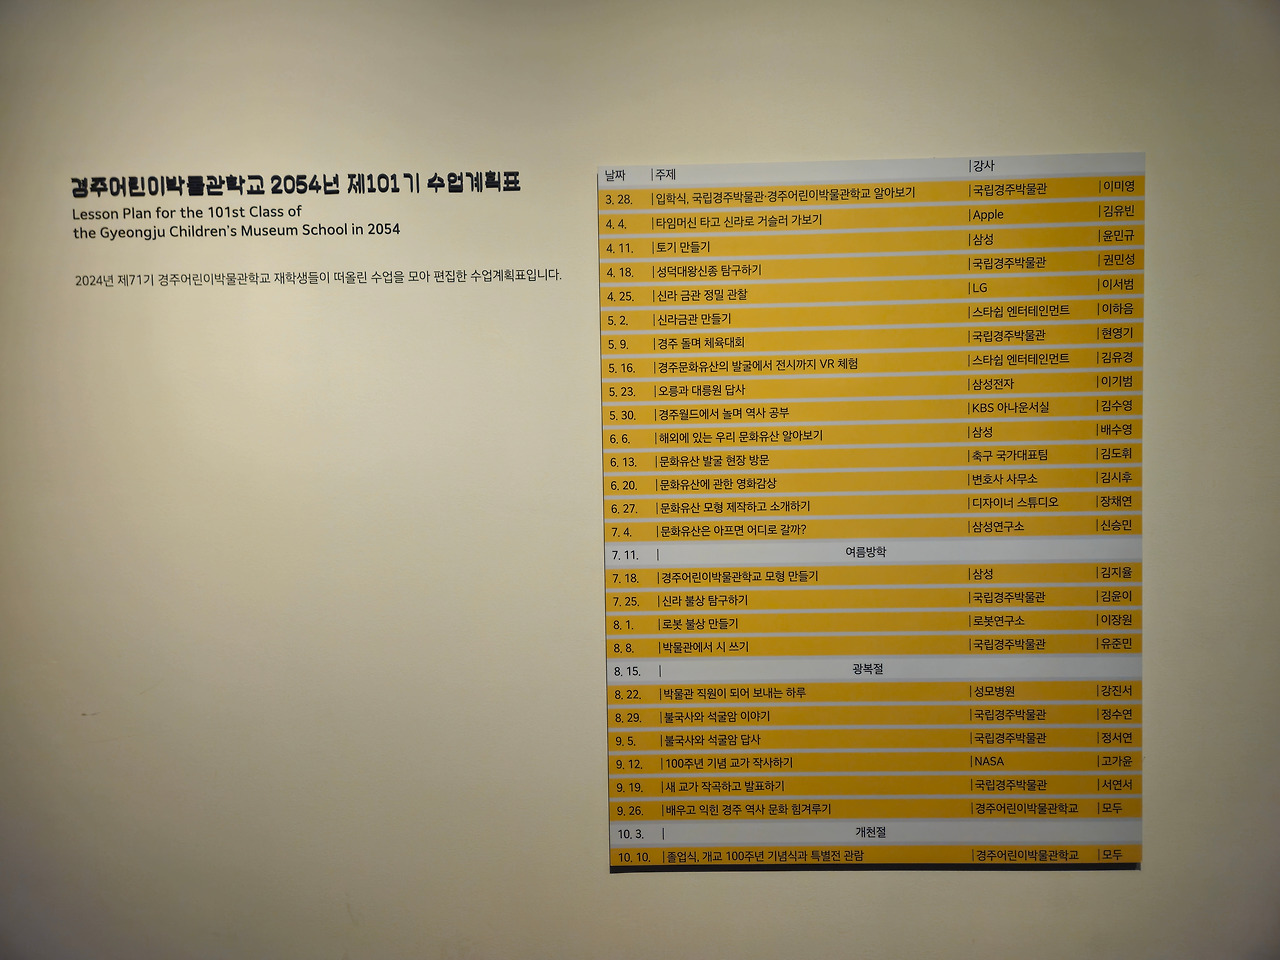 경주어린이박물관학교 2054년 제101기 수업계획표
Lesson Plan for the 101st Class of
the Gyeongju Children's Museum School in 2054
2024년 제71기 경주어린이박물관학교 재학생들이 떠올린 수업을 모아 편집한 수업계획표입니다.
날짜 | 주제 | 강사
3. 28. | 입학식, 국립경주박물관·경주어린이박물관학교 알아보기 | 국립경주박물관 | 이미영
4. 4. | 타임머신 타고 신라로 거슬러 가보기 | Apple | 김유빈
4. 11. | 토기 만들기 | 삼성 | 윤민규
4. 18. | 성덕대왕신종 탐구하기 | 국립경주박물관 | 권민성
4. 25. | 신라 금관 정밀 관찰 | LG | 이서범
5. 2. | 신라금관 만들기 | 스타쉽 엔터테인먼트 | 이하음
5. 9. | 경주 돌며 체육대회 | 국립경주박물관 | 현영기
5. 16. | 경주문화유산의 발굴에서 전시까지 VR 체험 | 스타쉽 엔터테인먼트 | 김유경
5. 23. | 오릉과 대릉원 답사 | 삼성전자 | 이기범
5. 30. | 경주월드에서 놀며 역사 공부 | KBS 아나운서실 | 김수영
6. 6. | 해외에 있는 우리 문화유산 알아보기 | 삼성 | 배수영
6. 13. | 문화유산 발굴 현장 방문 | 축구 국가대표팀 | 김도휘
6. 20. | 문화유산에 관한 영화감상 | 변호사 사무소 | 김시후
6. 27. | 문화유산 모형 제작하고 소개하기 | 디자이너 스튜디오 | 장채연
7. 4. | 문화유산은 아프면 어디로 갈까? | 삼성연구소 | 신승민
7. 11. | 여름방학
7. 18. | 경주어린이박물관학교 모형 만들기 | 삼성 | 김지율
7. 25. | 신라 불상 탐구하기 | 국립경주박물관 | 김윤이
8. 1. | 로봇 불상 만들기 | 로봇연구소 | 이장원
8. 8. | 박물관에서 시 쓰기 | 국립경주박물관 | 유준민
8. 15. | 광복절
8. 22. | 박물관 직원이 되어 보내는 하루 | 성모병원 | 강진서
8. 29. | 불국사와 석굴암 이야기 | 국립경주박물관 | 정수연
9. 5. | 불국사와 석굴암 답사 | 국립경주박물관 | 정서연
9. 12. | 100주년 기념 교가 작사하기 | NASA | 고가윤
9. 19. | 새 교가 작곡하고 발표하기 | 국립경주박물관 | 서연서
9. 26. | 배우고 익힌 경주 역사 문화 힘겨루기 | 경주어린이박물관학교 | 모두
10. 3. | 개천절
10. 10. | 졸업식, 개교 100주년 기념식과 특별전 관람 | 경주어린이박물관학교 | 모두